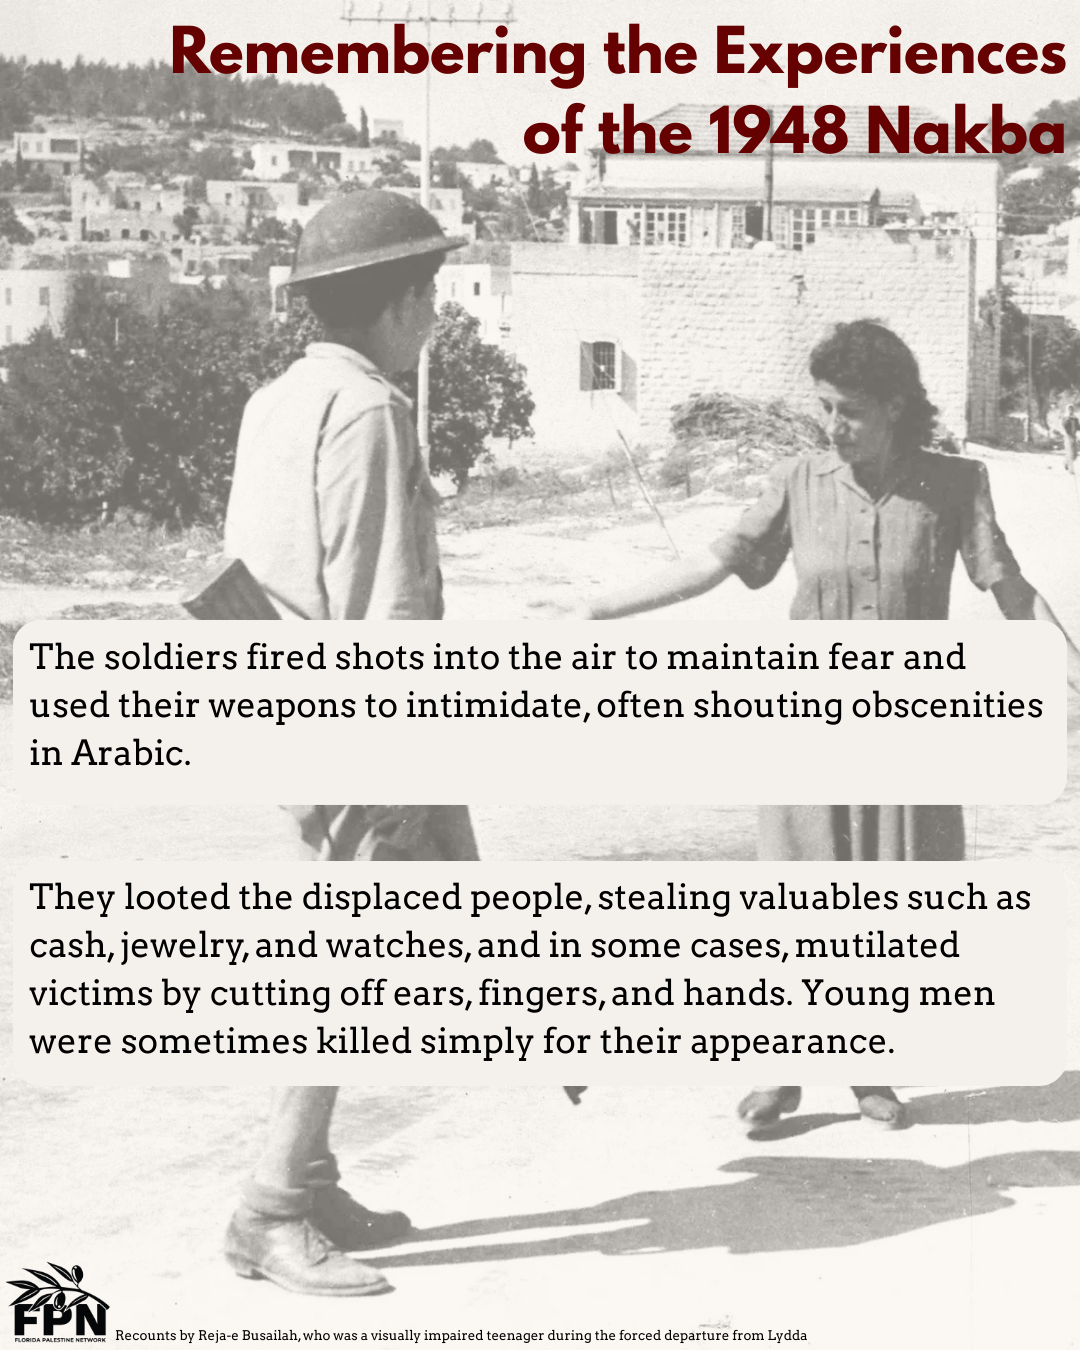 Remembering the Experiences
of the 1948 Nakba
The soldiers fired shots into the air to maintain fear and
used their weapons to intimidate, often shouting obscenities
in Arabic.
They looted the displaced people, stealing valuables such as
cash, jewelry, and watches, and in some cases, mutilated
victims by cutting off ears, fingers, and hands. Young men
were sometimes killed simply for their appearance.
FPN
FLORIDA PALESTINE NETWORK
Recounts by Reja-e Busailah, who was a visually impaired teenager during the forced departure from Lydda